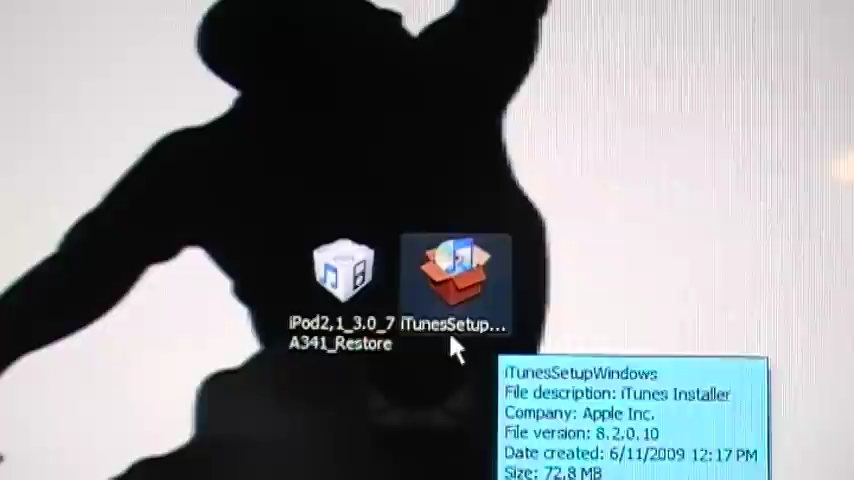 iPod2,1_3.0_7
A341_Restore
iTunesSetup...
iTunesSetupWindows
File description: iTunes Installer
Company: Apple Inc.
File version: 8.2.0.10
Date created: 6/11/2009 12:17 PM
Size: 72.8 MB